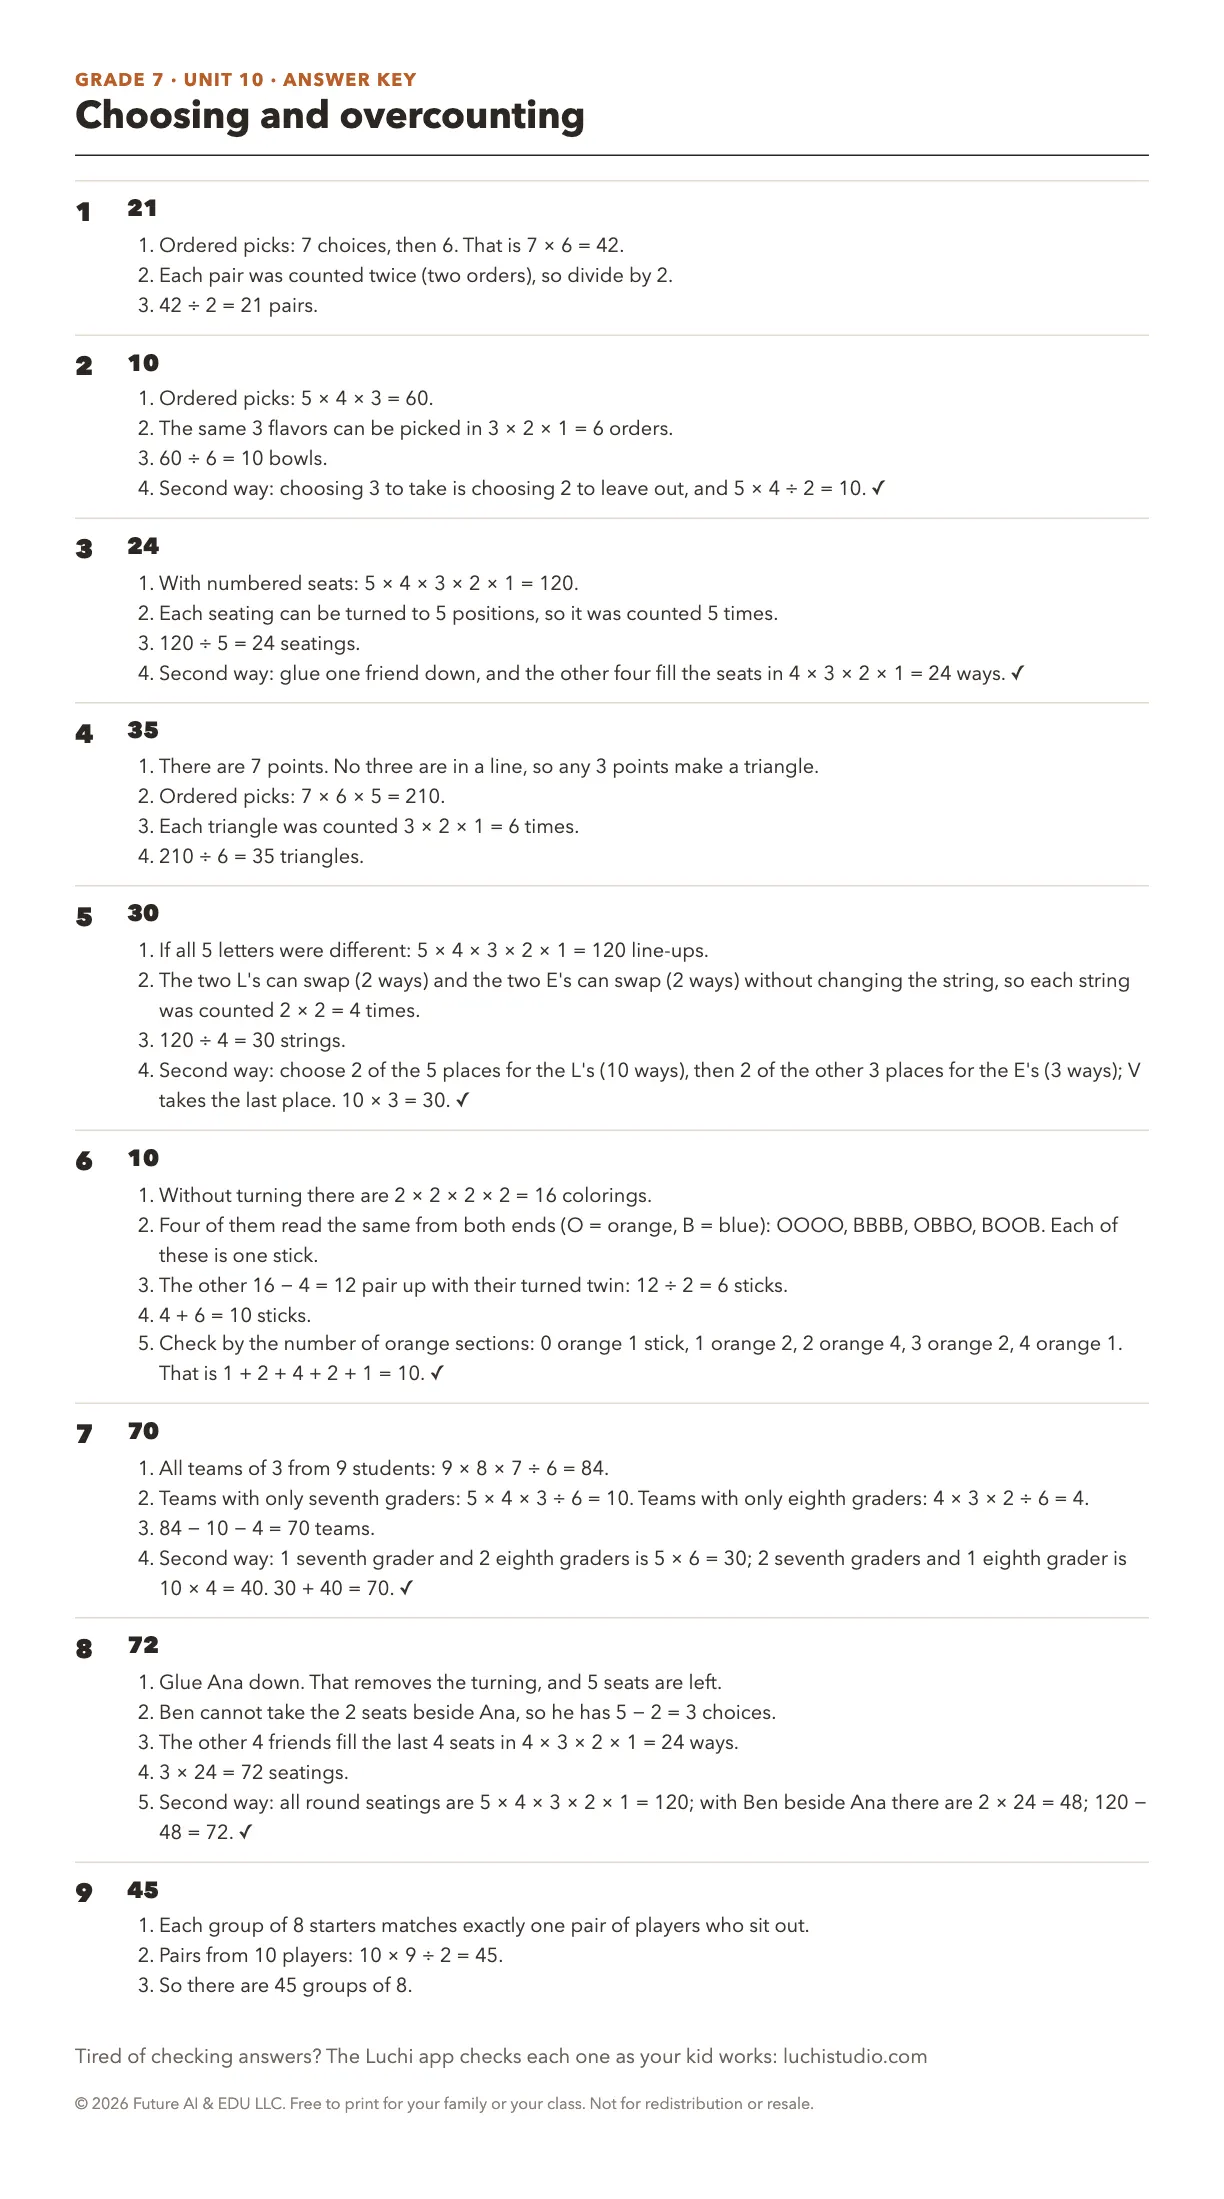 GRADE 7 · UNIT 10 · ANSWER KEY
Choosing and overcounting
1 21
1. Ordered picks: 7 choices, then 6. That is 7 × 6 = 42.
2. Each pair was counted twice (two orders), so divide by 2.
3. 42 ÷ 2 = 21 pairs.
2 10
1. Ordered picks: 5 × 4 × 3 = 60.
2. The same 3 flavors can be picked in 3 × 2 × 1 = 6 orders.
3. 60 ÷ 6 = 10 bowls.
4. Second way: choosing 3 to take is choosing 2 to leave out, and 5 × 4 ÷ 2 = 10. ✓
3 24
1. With numbered seats: 5 × 4 × 3 × 2 × 1 = 120.
2. Each seating can be turned to 5 positions, so it was counted 5 times.
3. 120 ÷ 5 = 24 seatings.
4. Second way: glue one friend down, and the other four fill the seats in 4 × 3 × 2 × 1 = 24 ways. ✓
4 35
1. There are 7 points. No three are in a line, so any 3 points make a triangle.
2. Ordered picks: 7 × 6 × 5 = 210.
3. Each triangle was counted 3 × 2 × 1 = 6 times.
4. 210 ÷ 6 = 35 triangles.
5 30
1. If all 5 letters were different: 5 × 4 × 3 × 2 × 1 = 120 line-ups.
2. The two L's can swap (2 ways) and the two E's can swap (2 ways) without changing the string, so each string
was counted 2 × 2 = 4 times.
3. 120 ÷ 4 = 30 strings.
4. Second way: choose 2 of the 5 places for the L's (10 ways), then 2 of the other 3 places for the E's (3 ways); V
takes the last place. 10 × 3 = 30. ✓
6 10
1. Without turning there are 2 × 2 × 2 × 2 = 16 colorings.
2. Four of them read the same from both ends (O = orange, B = blue): OOOO, BBBB, OBBO, BOOB. Each of
these is one stick.
3. The other 16 − 4 = 12 pair up with their turned twin: 12 ÷ 2 = 6 sticks.
4. 4 + 6 = 10 sticks.
5. Check by the number of orange sections: 0 orange 1 stick, 1 orange 2, 2 orange 4, 3 orange 2, 4 orange 1.
That is 1 + 2 + 4 + 2 + 1 = 10. ✓
7 70
1. All teams of 3 from 9 students: 9 × 8 × 7 ÷ 6 = 84.
2. Teams with only seventh graders: 5 × 4 × 3 ÷ 6 = 10. Teams with only eighth graders: 4 × 3 × 2 ÷ 6 = 4.
3. 84 − 10 − 4 = 70 teams.
4. Second way: 1 seventh grader and 2 eighth graders is 5 × 6 = 30; 2 seventh graders and 1 eighth grader is
10 × 4 = 40. 30 + 40 = 70. ✓
8 72
1. Glue Ana down. That removes the turning, and 5 seats are left.
2. Ben cannot take the 2 seats beside Ana, so he has 5 − 2 = 3 choices.
3. The other 4 friends fill the last 4 seats in 4 × 3 × 2 × 1 = 24 ways.
4. 3 × 24 = 72 seatings.
5. Second way: all round seatings are 5 × 4 × 3 × 2 × 1 = 120; with Ben beside Ana there are 2 × 24 = 48; 120 −
48 = 72. ✓
9 45
1. Each group of 8 starters matches exactly one pair of players who sit out.
2. Pairs from 10 players: 10 × 9 ÷ 2 = 45.
3. So there are 45 groups of 8.
Tired of checking answers? The Luchi app checks each one as your kid works: luchistudio.com
© 2026 Future AI & EDU LLC. Free to print for your family or your class. Not for redistribution or resale.